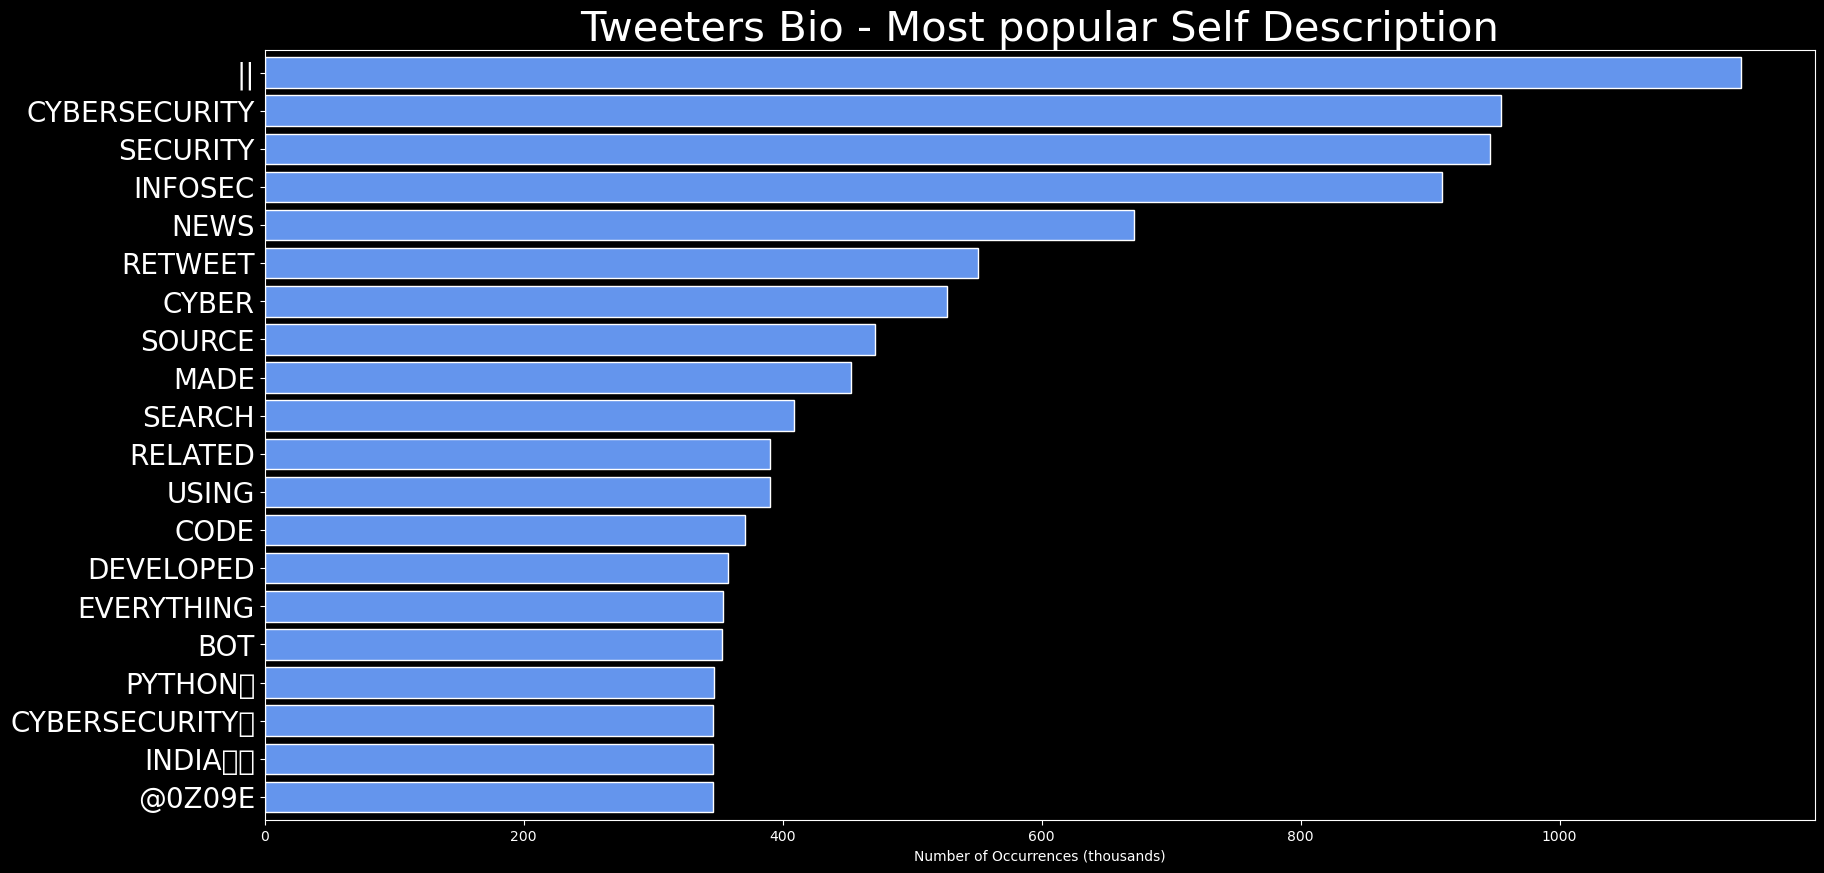 Tweeters Bio - Most popular Self Description
||
CYBERSECURITY
SECURITY
INFOSEC
NEWS
RETWEET
CYBER
SOURCE
MADE
SEARCH
RELATED
USING
CODE
DEVELOPED
EVERYTHING
BOT
PYTHON▯
CYBERSECURITY▯
INDIA▯▯
@0Z09E
0 200 400 600 800 1000
Number of Occurrences (thousands)